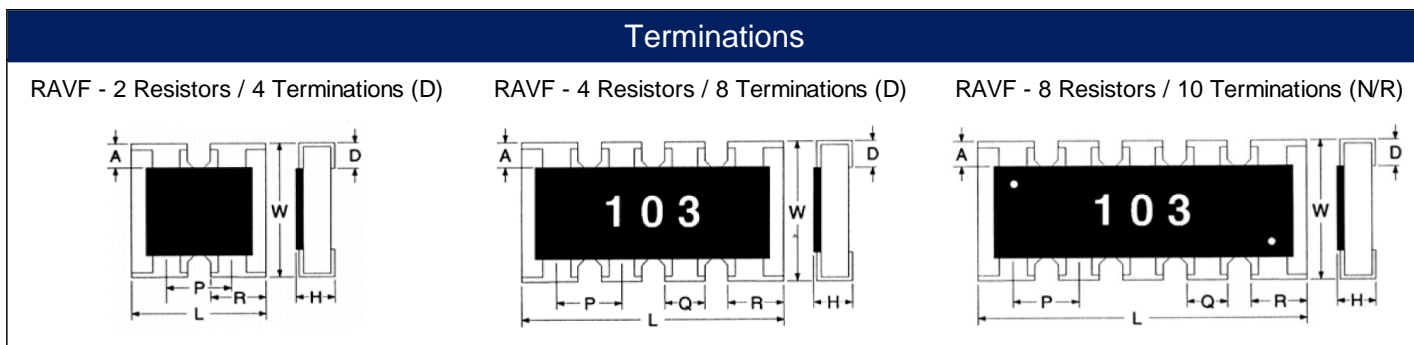 Terminations
RAVF - 2 Resistors / 4 Terminations (D)
A
D
W
P
R
H
L
RAVF - 4 Resistors / 8 Terminations (D)
A
D
103
W
P
Q
R
H
L
RAVF - 8 Resistors / 10 Terminations (N/R)
A
D
103
W
P
Q
R
H
L